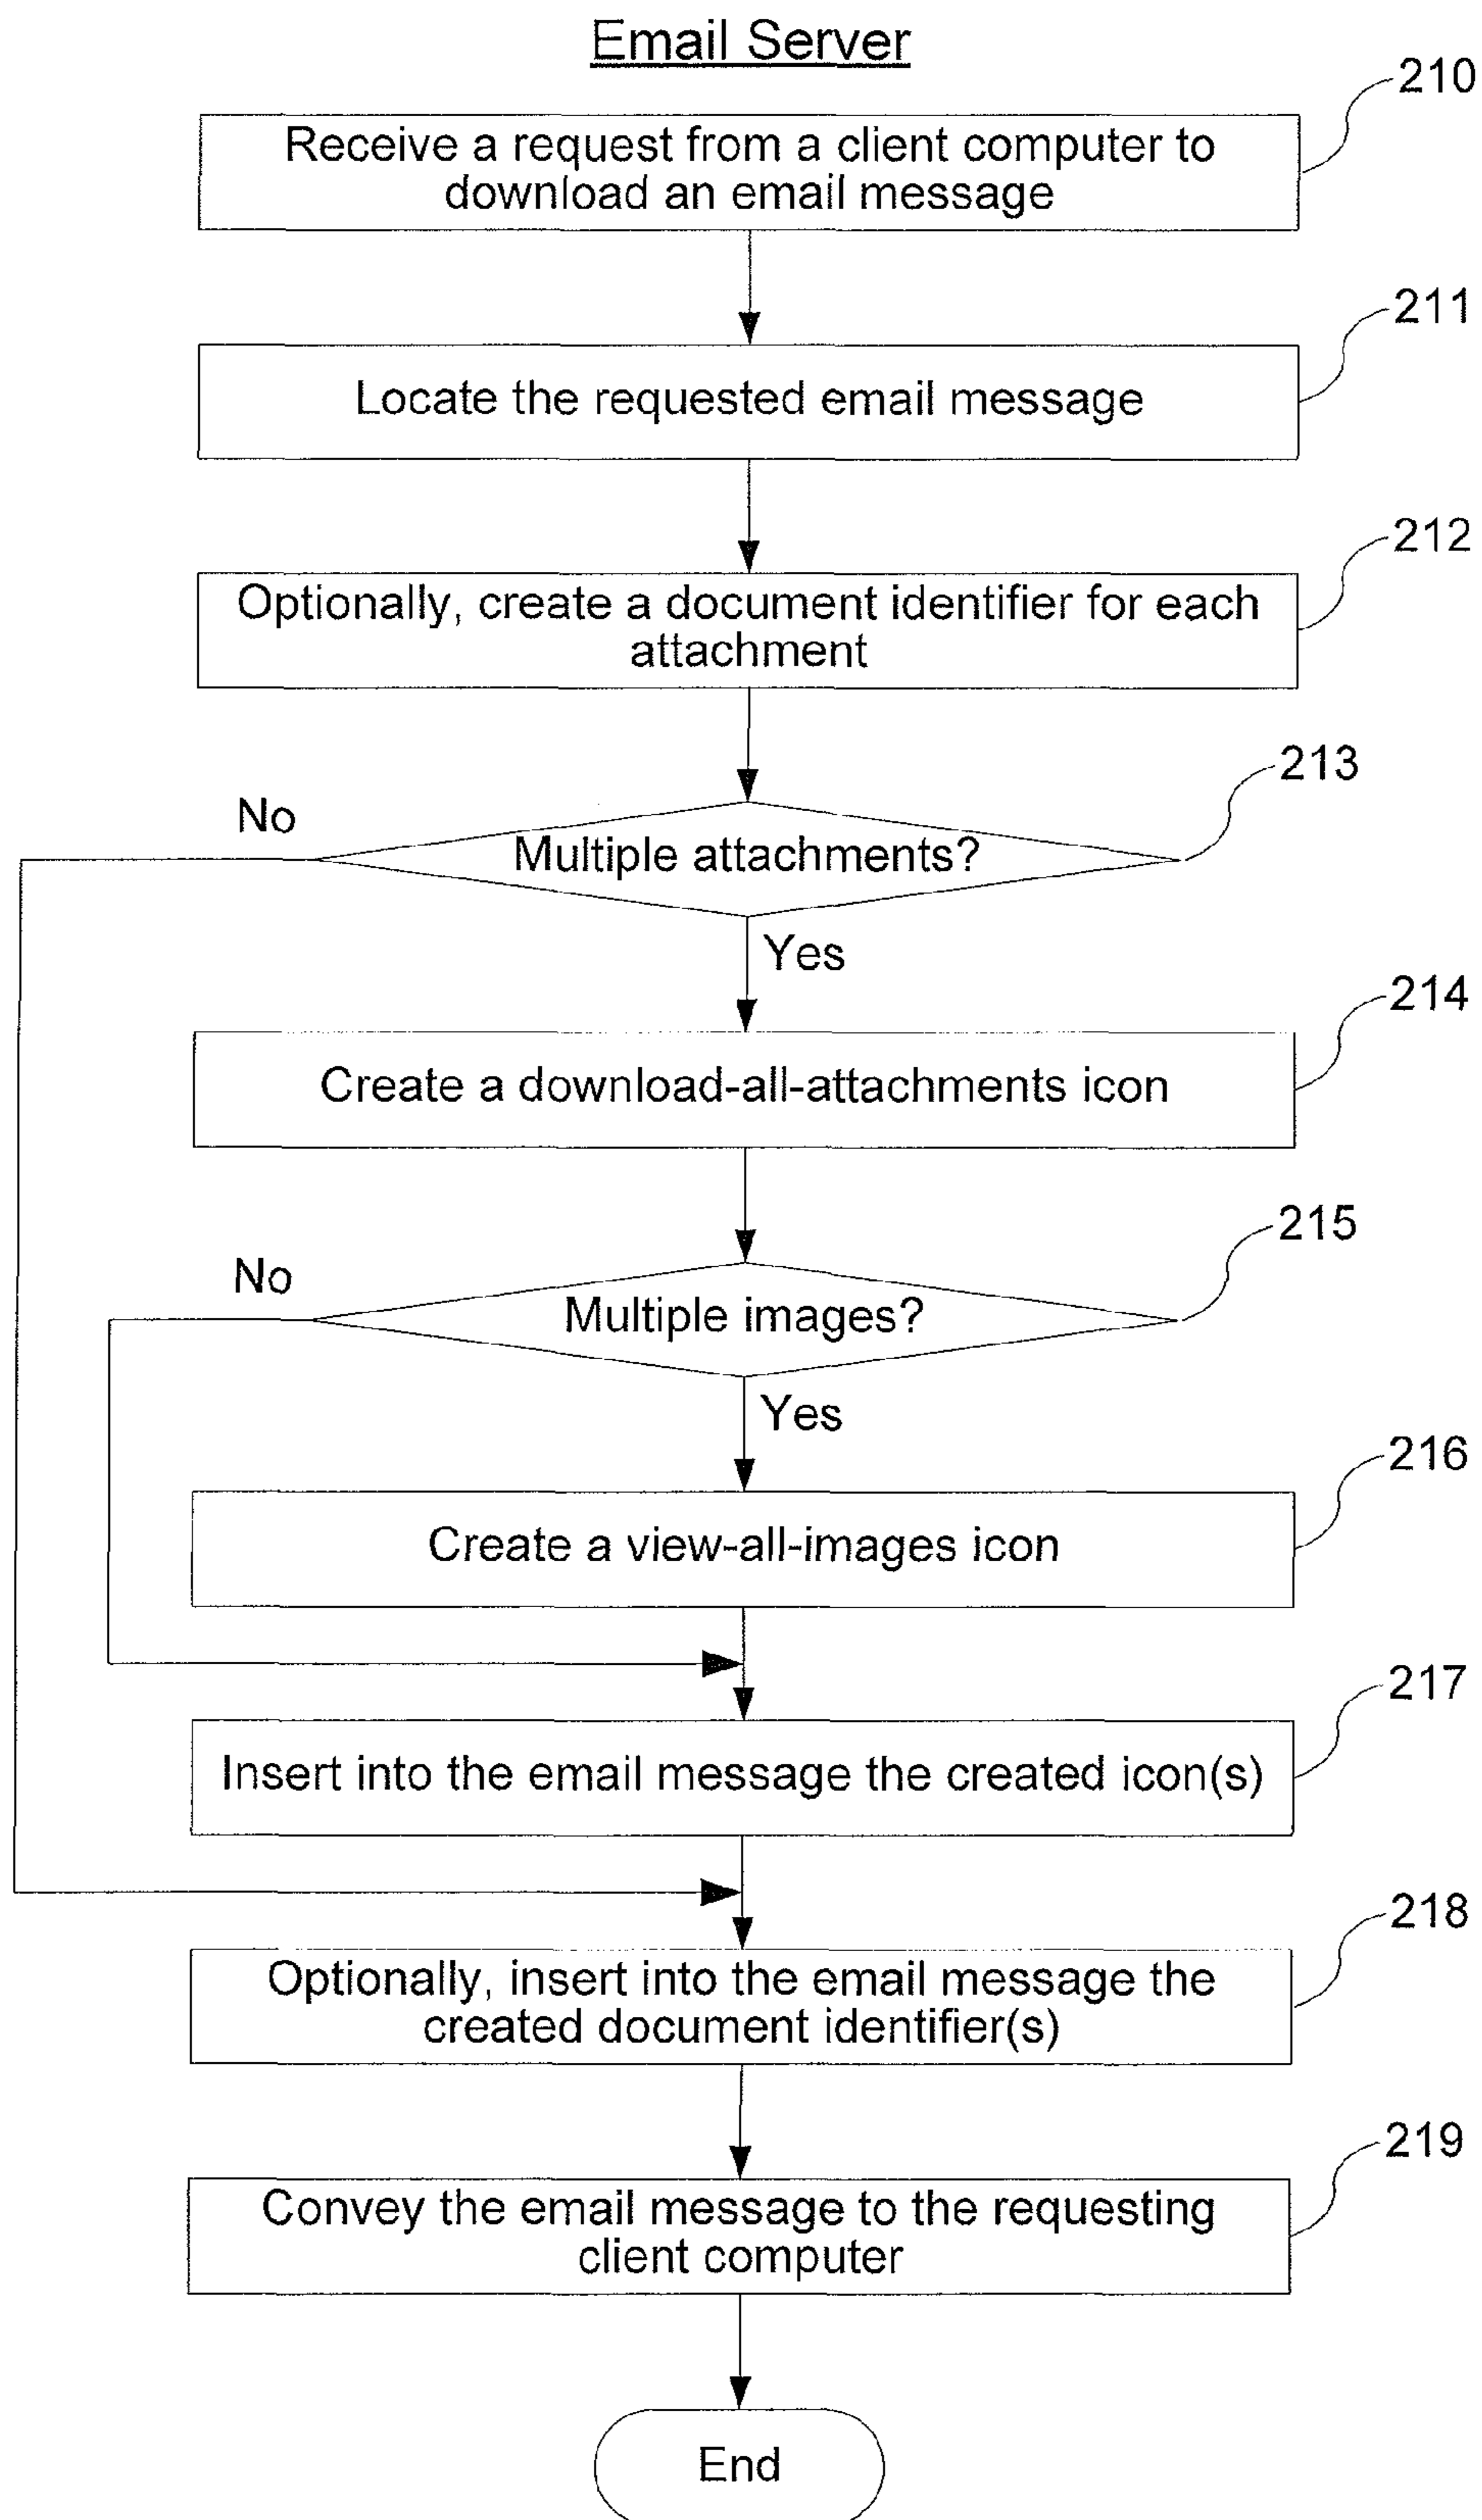 Email Server
210
Receive a request from a client computer to
download an email message
211
Locate the requested email message
212
Optionally, create a document identifier for each
attachment
213
No
Multiple attachments?
Yes
214
Create a download-all-attachments icon
215
No
Multiple images?
Yes
216
Create a view-all-images icon
217
Insert into the email message the created icon(s)
218
Optionally, insert into the email message the
created document identifier(s)
219
Convey the email message to the requesting
client computer
End